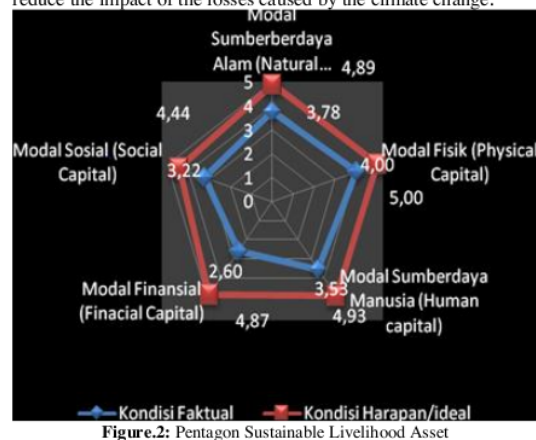 reduce the impact of the losses caused by the climate change.
Modal
Sumberberdaya
Alam (Natural...
4,89
5
4
3
2
1
0
4,44
3,78
Modal Sosial (Social
Capital)
3,22
4,00
Modal Fisik (Physical
Capital)
5,00
2,60
3,53
Modal Finansial
(Finacial Capital)
4,87
Modal Sumberdaya
Manusia (Human
capital)
4,93
Kondisi Faktual
Kondisi Harapan/ideal
Figure.2: Pentagon Sustainable Livelihood Asset